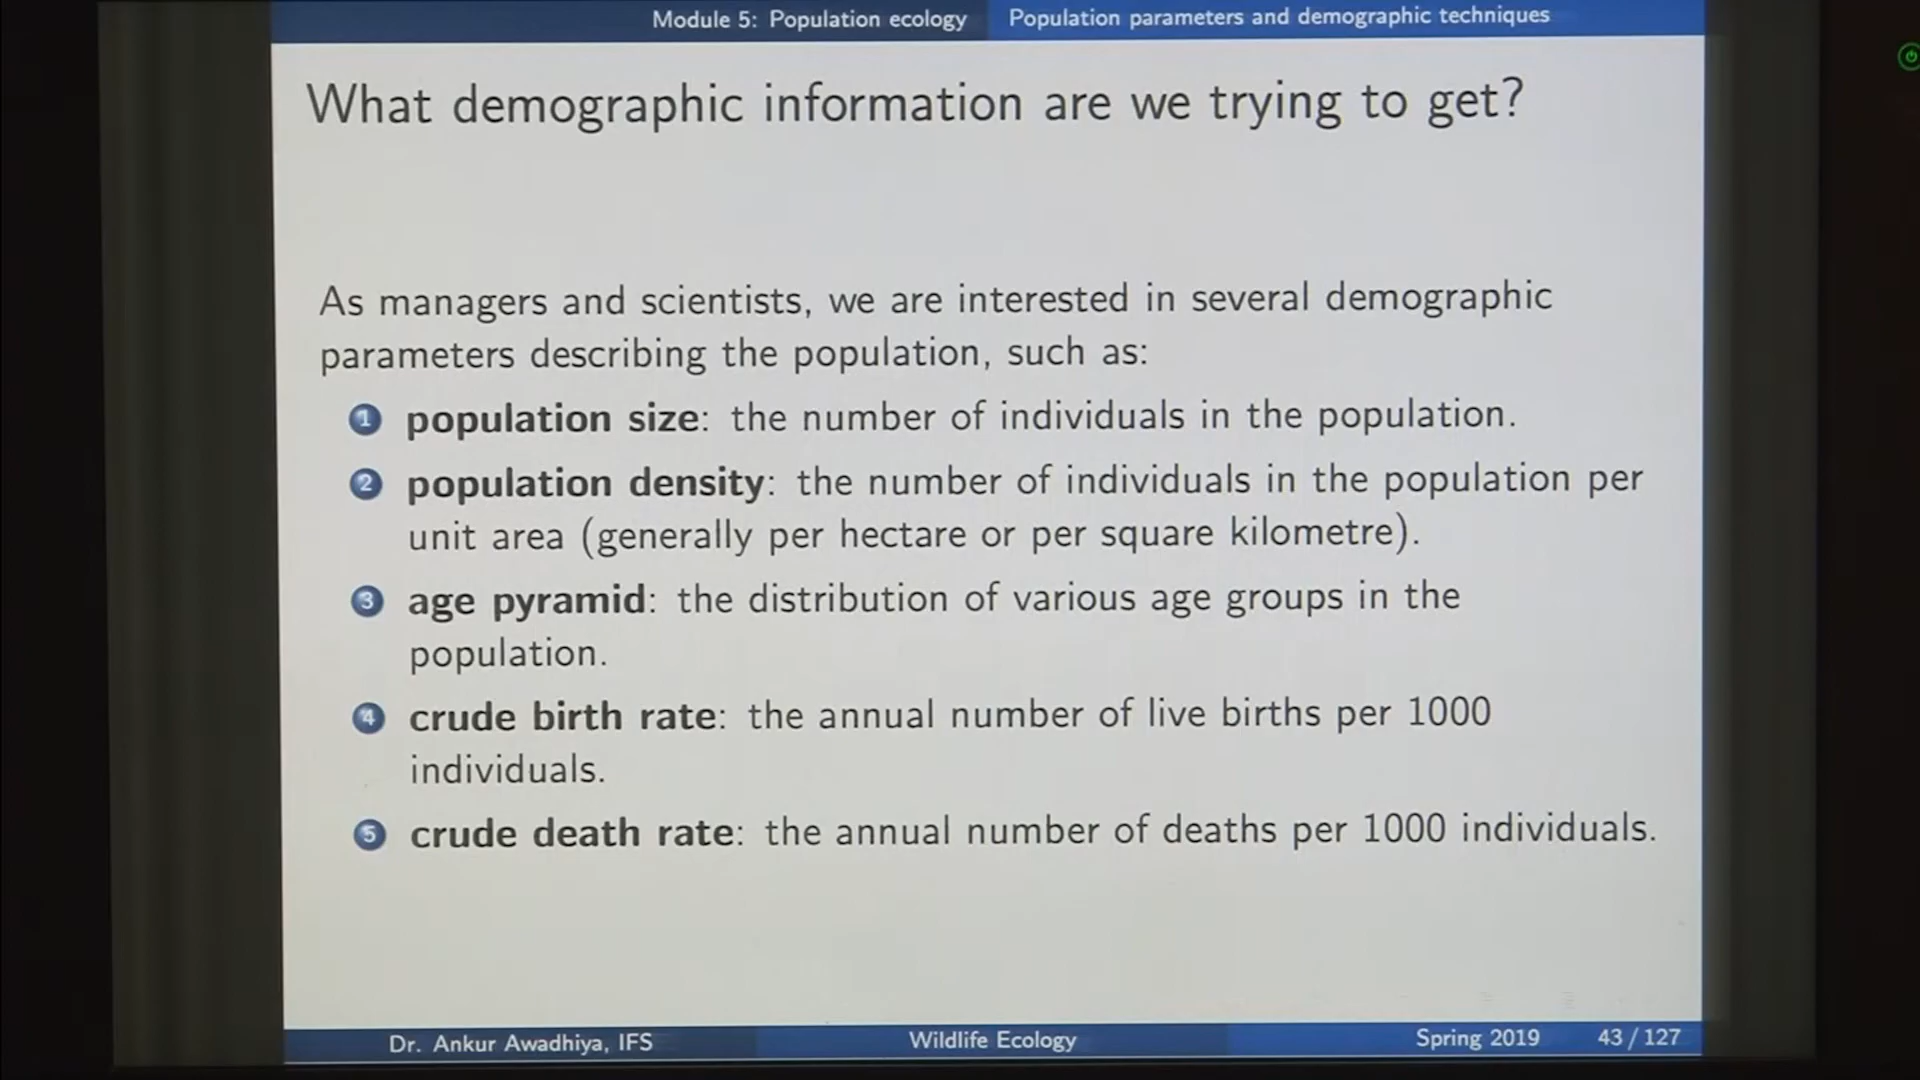 Module 5: Population ecology Population parameters and demographic techniques
What demographic information are we trying to get?
As managers and scientists, we are interested in several demographic
parameters describing the population, such as:
1 population size: the number of individuals in the population.
2 population density: the number of individuals in the population per
unit area (generally per hectare or per square kilometre).
3 age pyramid: the distribution of various age groups in the
population.
4 crude birth rate: the annual number of live births per 1000
individuals.
5 crude death rate: the annual number of deaths per 1000 individuals.
Dr. Ankur Awadhiya, IFS Wildlife Ecology Spring 2019 43 / 127